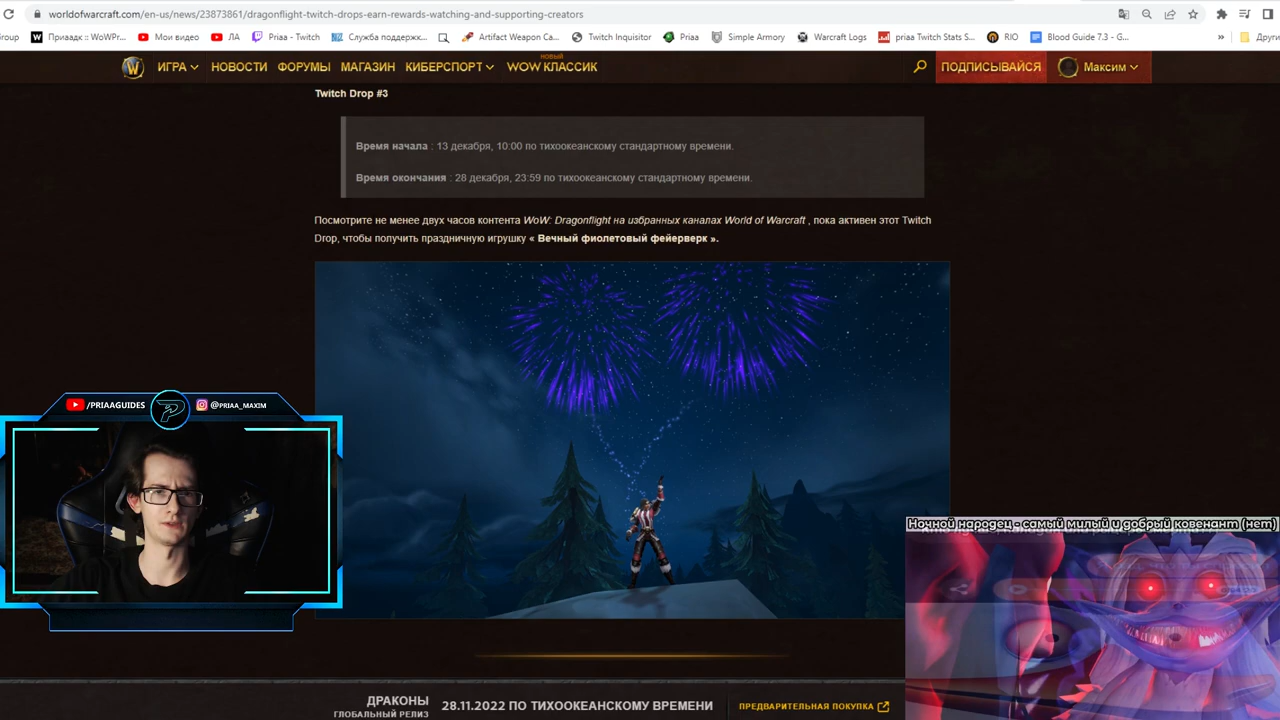 worldofwarcraft.com/en-us/news/23873861/dragonflight-twitch-drops-earn-rewards-watching-and-supporting-creators
Group Приаадк :: WoWPr... Мои видео ЛА Priaa - Twitch Служба поддержк... Artifact Weapon Ca... Twitch Inquisitor Priaa Simple Armory Warcraft Logs priaa Twitch Stats S... RIO Blood Guide 7.3 - G... » Други
НОВЫЙ
ИГРА НОВОСТИ ФОРУМЫ МАГАЗИН КИБЕРСПОРТ WOW КЛАССИК ПОДПИСЫВАЙСЯ Максим
Twitch Drop #3
Время начала : 13 декабря, 10:00 по тихоокеанскому стандартному времени.
Время окончания : 28 декабря, 23:59 по тихоокеанскому стандартному времени.
Посмотрите не менее двух часов контента WoW: Dragonflight на избранных каналах World of Warcraft , пока активен этот Twitch
Drop, чтобы получить праздничную игрушку « Вечный фиолетовый фейерверк ».
/PRIAAGUIDES @PRIAA_MAXIM
Ночной народец - самый милый и добрый ковенант (нет)
ДРАКОНЫ
ГЛОБАЛЬНЫЙ РЕЛИЗ
28.11.2022 ПО ТИХООКЕАНСКОМУ ВРЕМЕНИ
ПРЕДВАРИТЕЛЬНАЯ ПОКУПКА